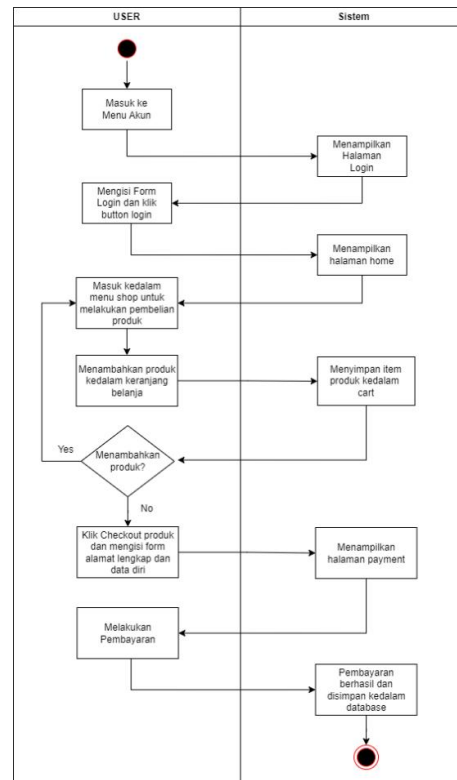 USER
Sistem
Masuk ke
Menu Akun
Menampilkan
Halaman
Login
Mengisi Form
Login dan klik
button login
Menampilkan
halaman home
Masuk kedalam
menu shop untuk
melakukan pembelian
produk
Menambahkan produk
kedalam keranjang
belanja
Menyimpan item
produk kedalam
cart
Yes
Menambahkan
produk?
No
Klik Checkout produk
dan mengisi form
alamat lengkap dan
data diri
Menampilkan
halaman payment
Melakukan
Pembayaran
Pembayaran
berhasil dan
disimpan kedalam
database